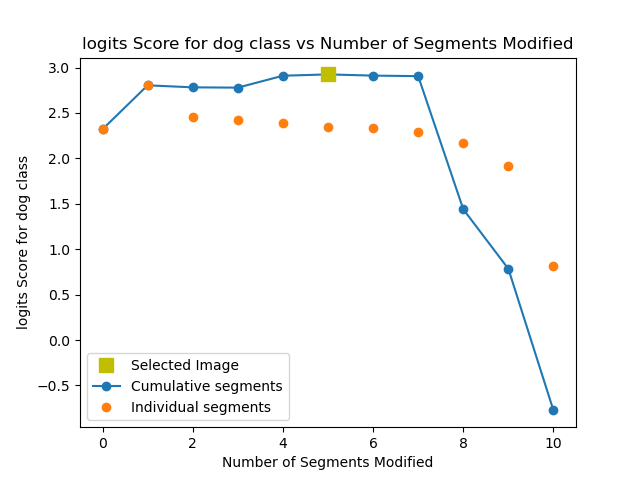 logits Score for dog class vs Number of Segments Modified
3.0
2.5
2.0
1.5
1.0
0.5
0.0
−0.5
logits Score for dog class
Selected Image
Cumulative segments
Individual segments
0 2 4 6 8 10
Number of Segments Modified